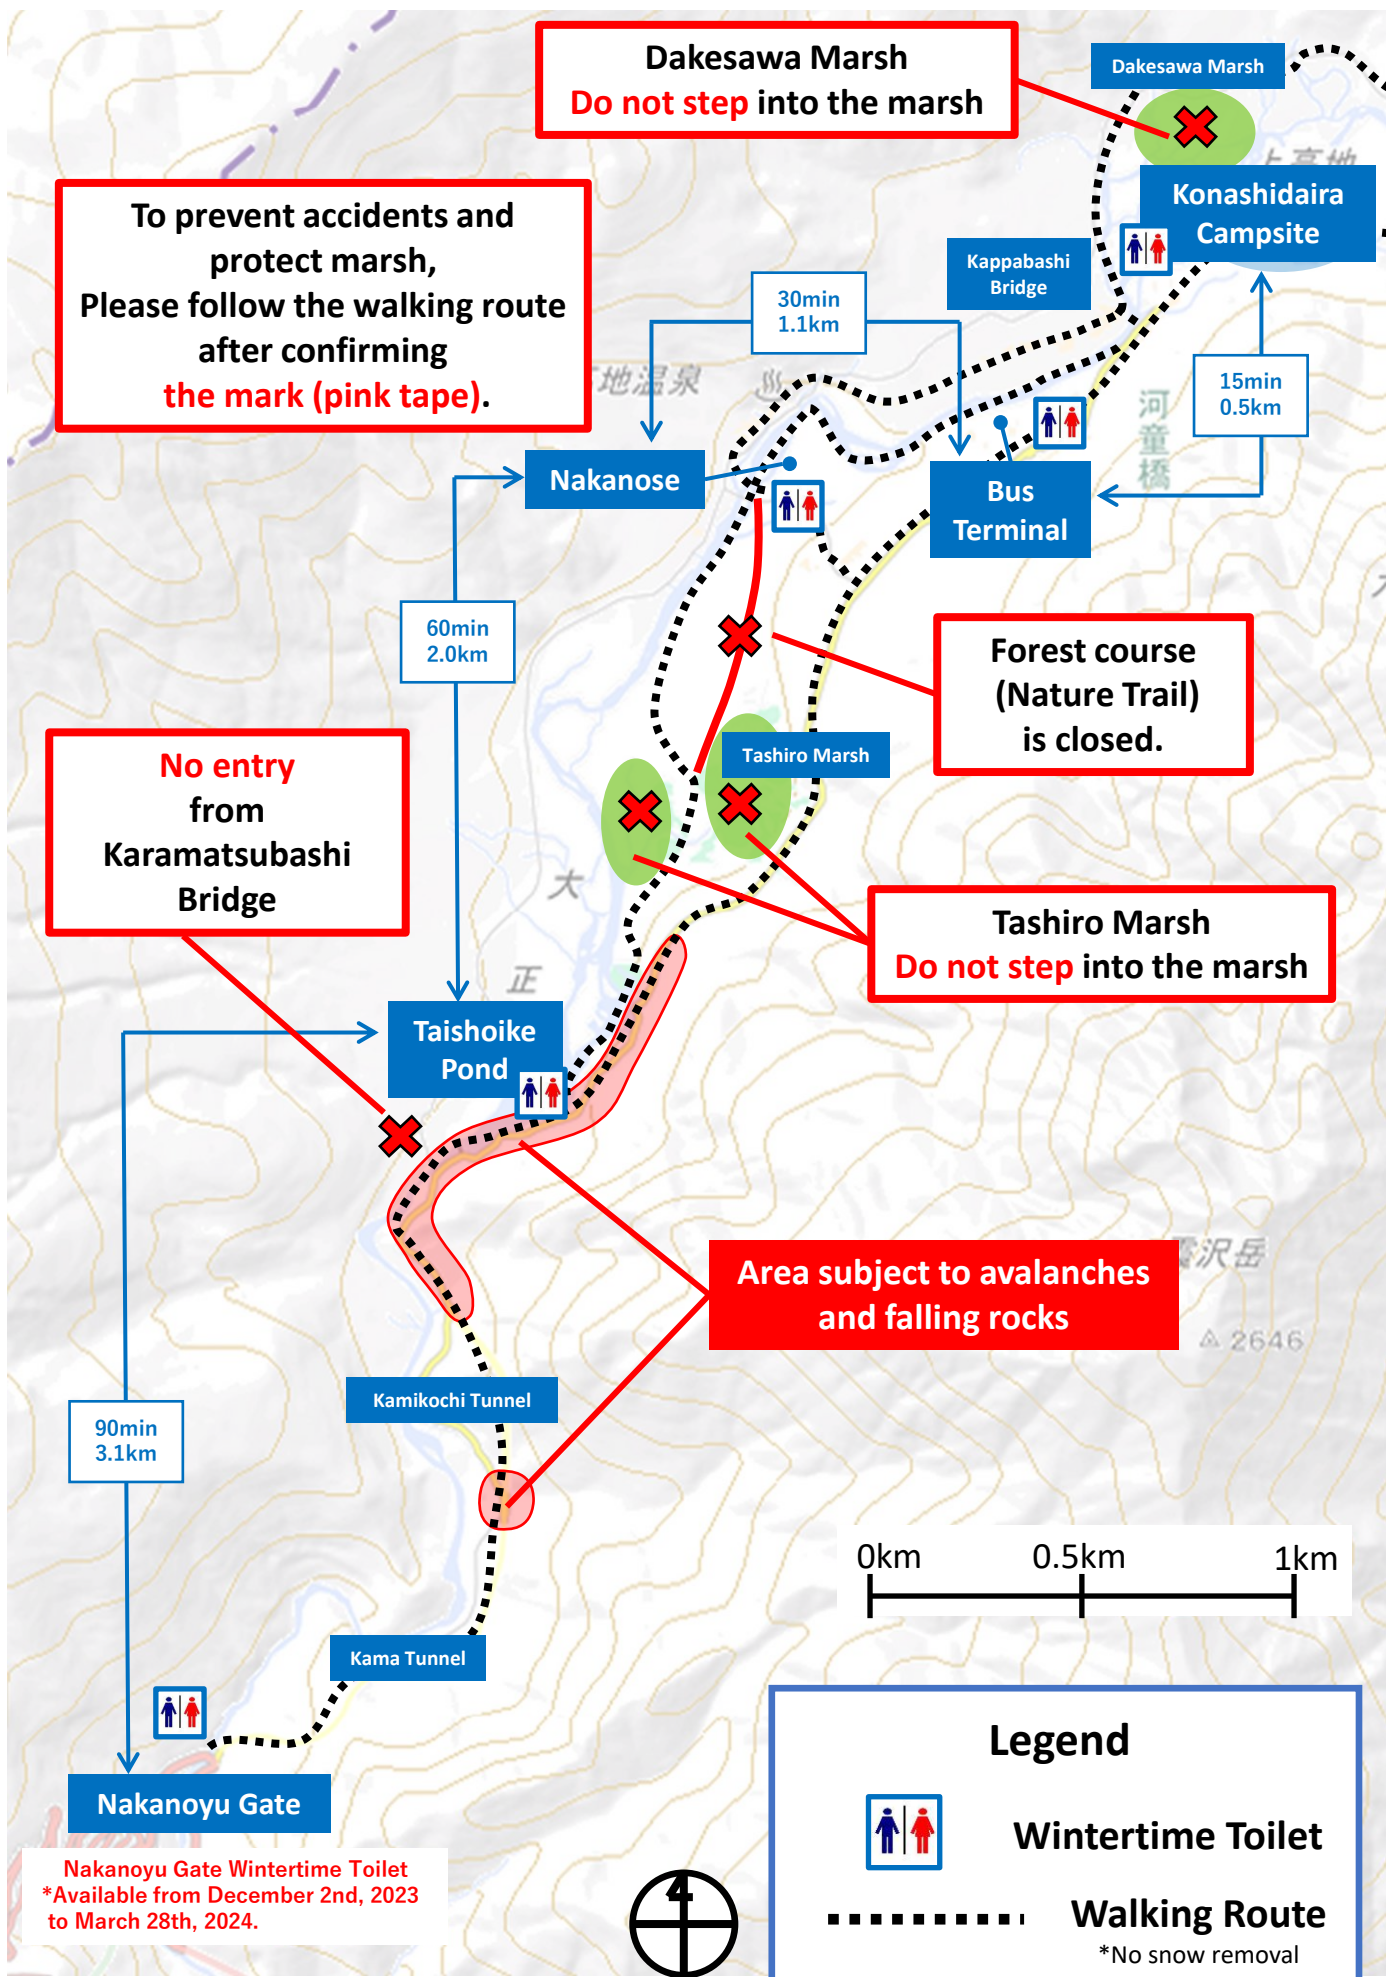 Dakesawa Marsh
Do not step into the marsh
Dakesawa Marsh
上高地
Konashidaira
Campsite
To prevent accidents and
protect marsh,
Please follow the walking route
after confirming
the mark (pink tape).
Kappabashi
Bridge
30min
1.1km
15min
0.5km
地温泉
河童橋
Nakanose
Bus
Terminal
60min
2.0km
Forest course
(Nature Trail)
is closed.
No entry
from
Karamatsubashi
Bridge
Tashiro Marsh
大
正
Tashiro Marsh
Do not step into the marsh
Taishoike
Pond
Area subject to avalanches
and falling rocks
沢岳
2646
Kamikochi Tunnel
90min
3.1km
0km 0.5km 1km
Kama Tunnel
Nakanoyu Gate
Nakanoyu Gate Wintertime Toilet
*Available from December 2nd, 2023
to March 28th, 2024.
Legend
Wintertime Toilet
Walking Route
*No snow removal